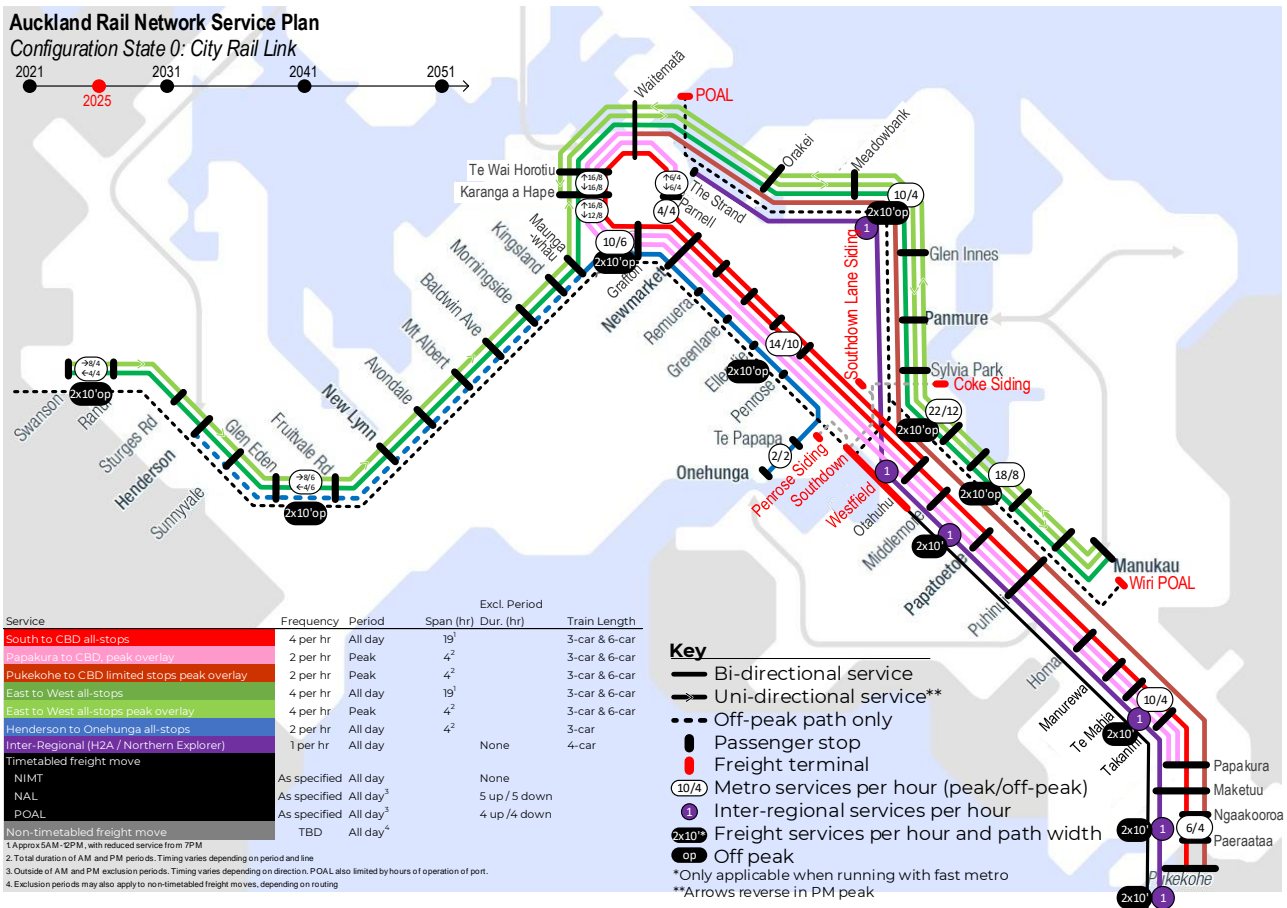 Auckland Rail Network Service Plan
Configuration State 0: City Rail Link
2021
2031
2041
2051
2025
Waitematā
POAL
Te Wai Horotiu
Karanga a Hape
↑16/8
↓16/8
↑16/8
↓12/8
↑6/4
↓6/4
4/4
The Strand
Parnell
Orakei
Meadowbank
10/4
2x10'op
1
Maunga
-whau
10/6
2x10'op
Grafton
Newmarket
Kingsland
Morningside
Baldwin Ave
Mt Albert
Avondale
New Lynn
Fruitvale Rd
Glen Eden
Sunnyvale
Henderson
Sturges Rd
Ranui
Swanson
→8/4
←4/4
2x10'op
→8/6
←4/6
2x10'op
Remuera
Greenlane
Ellerslie
Penrose
14/10
2x10'op
Te Papapa
2/2
Onehunga
Penrose Siding
Southdown
Westfield
Southdown Lane Siding
Glen Innes
Panmure
Sylvia Park
Coke Siding
22/12
2x10'op
18/8
2x10'op
1
Otahuhu
Middlemore
2x10'
1
Papatoetoe
Puhinui
Manukau
Wiri POAL
Homai
Manurewa
Te Mahia
Takanini
10/4
2x10'
1
Papakura
Maketuu
Ngaakooroa
Paeraataa
Pukekohe
2x10'
1
6/4
2x10'
1
Excl. Period
Service Frequency Period Span (hr) Dur. (hr) Train Length
South to CBD all-stops 4 per hr All day 19¹ 3-car & 6-car
Papakura to CBD, peak overlay 2 per hr Peak 4² 3-car & 6-car
Pukekohe to CBD limited stops peak overlay 2 per hr Peak 4² 3-car & 6-car
East to West all-stops 4 per hr All day 19¹ 3-car & 6-car
East to West all-stops peak overlay 4 per hr Peak 4² 3-car & 6-car
Henderson to Onehunga all-stops 2 per hr All day 4² 3-car
Inter-Regional (H2A / Northern Explorer) 1 per hr All day None 4-car
Timetabled freight move
NIMT As specified All day None
NAL As specified All day³ 5 up / 5 down
POAL As specified All day³ 4 up /4 down
Non-timetabled freight move TBD All day⁴
1. Approx 5AM-12PM, with reduced service from 7PM
2. Total duration of AM and PM periods. Timing varies depending on period and line
3. Outside of AM and PM exclusion periods. Timing varies depending on direction. POAL also limited by hours of operation of port.
4. Exclusion periods may also apply to non-timetabled freight moves, depending on routing
Key
Bi-directional service
Uni-directional service**
Off-peak path only
Passenger stop
Freight terminal
10/4 Metro services per hour (peak/off-peak)
1 Inter-regional services per hour
2x10'* Freight services per hour and path width
op Off peak
*Only applicable when running with fast metro
**Arrows reverse in PM peak